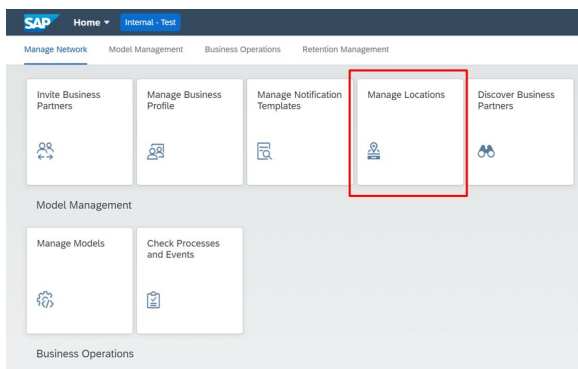 SAP Home Internal - Test
Manage Network Model Management Business Operations Retention Management
Invite Business
Partners
Manage Business
Profile
Manage Notification
Templates
Manage Locations
Discover Business
Partners
Model Management
Manage Models
Check Processes
and Events
Business Operations